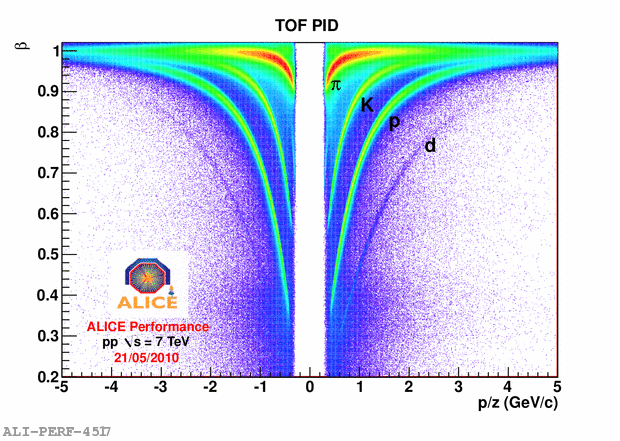 TOF PID
β
1
0.9
0.8
0.7
0.6
0.5
0.4
0.3
0.2
π
K
p
d
ALICE
ALICE Performance
pp √s = 7 TeV
21/05/2010
-5 -4 -3 -2 -1 0 1 2 3 4 5
p/z (GeV/c)
ALI-PERF-4517